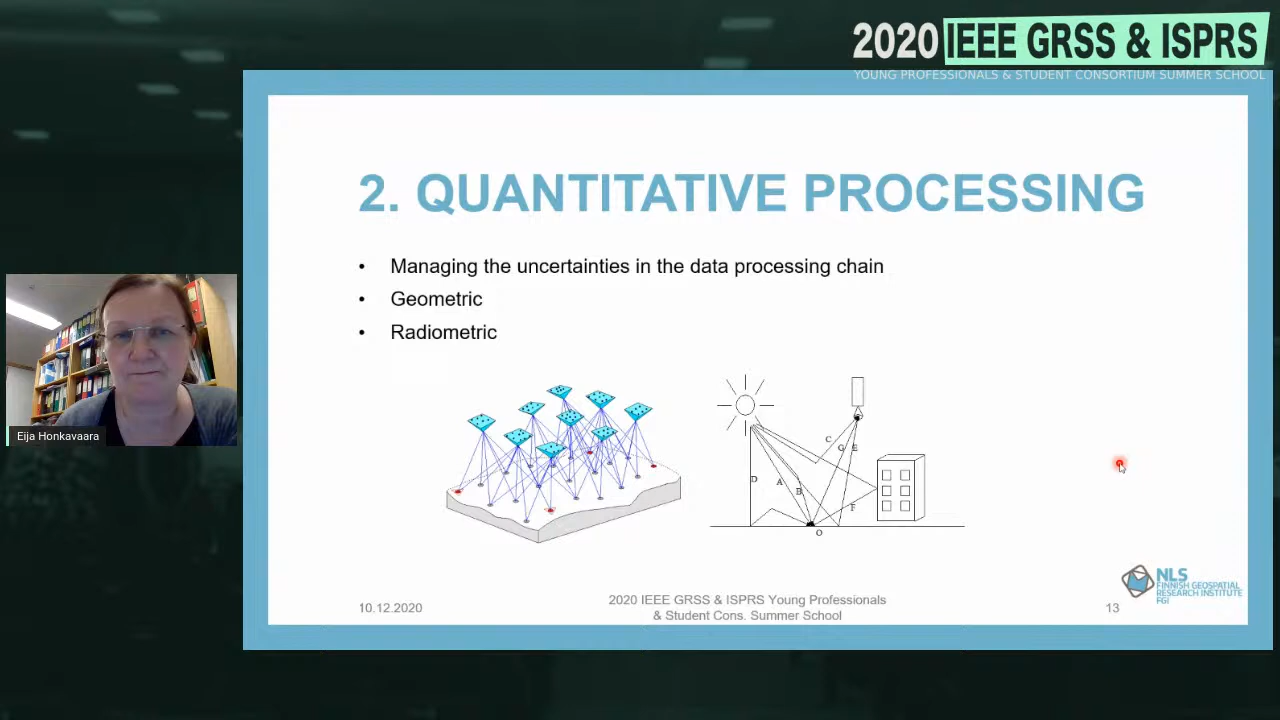 2020 IEEE GRSS & ISPRS
YOUNG PROFESSIONALS & STUDENT CONSORTIUM SUMMER SCHOOL
2. QUANTITATIVE PROCESSING
• Managing the uncertainties in the data processing chain
• Geometric
• Radiometric
C
G E
D
A
B
F
O
Eija Honkavaara
NLS
FINNISH GEOSPATIAL
RESEARCH INSTITUTE
FGI
10.12.2020
2020 IEEE GRSS & ISPRS Young Professionals
& Student Cons. Summer School
13